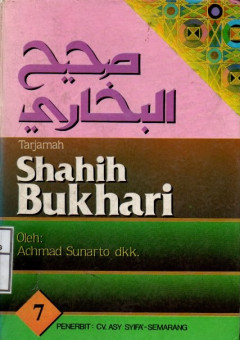 صحيح
البخاري
Tarjamah
Shahih
Bukhari
Oleh:
Achmad Sunarto dkk.
7
PENERBIT: CV. ASY SYIFA'-SEMARANG